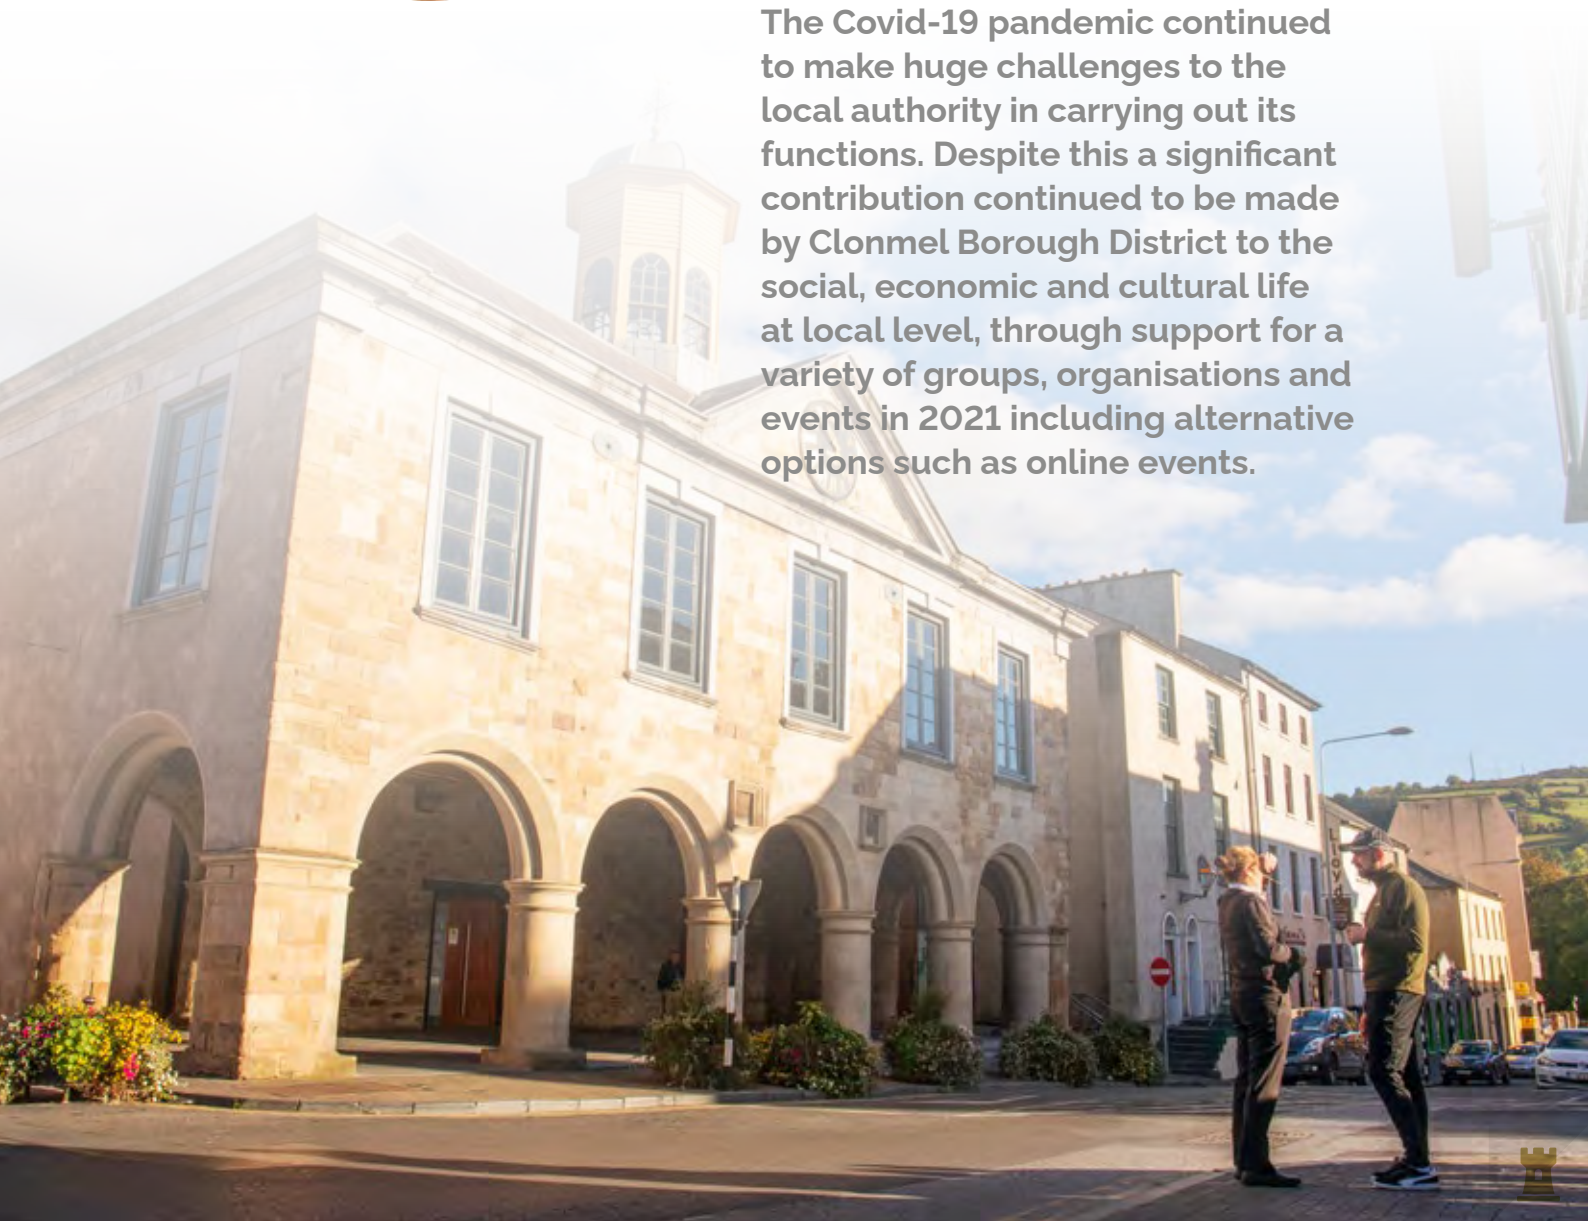 The Covid-19 pandemic continued
to make huge challenges to the
local authority in carrying out its
functions. Despite this a significant
contribution continued to be made
by Clonmel Borough District to the
social, economic and cultural life
at local level, through support for a
variety of groups, organisations and
events in 2021 including alternative
options such as online events.
Lloyds